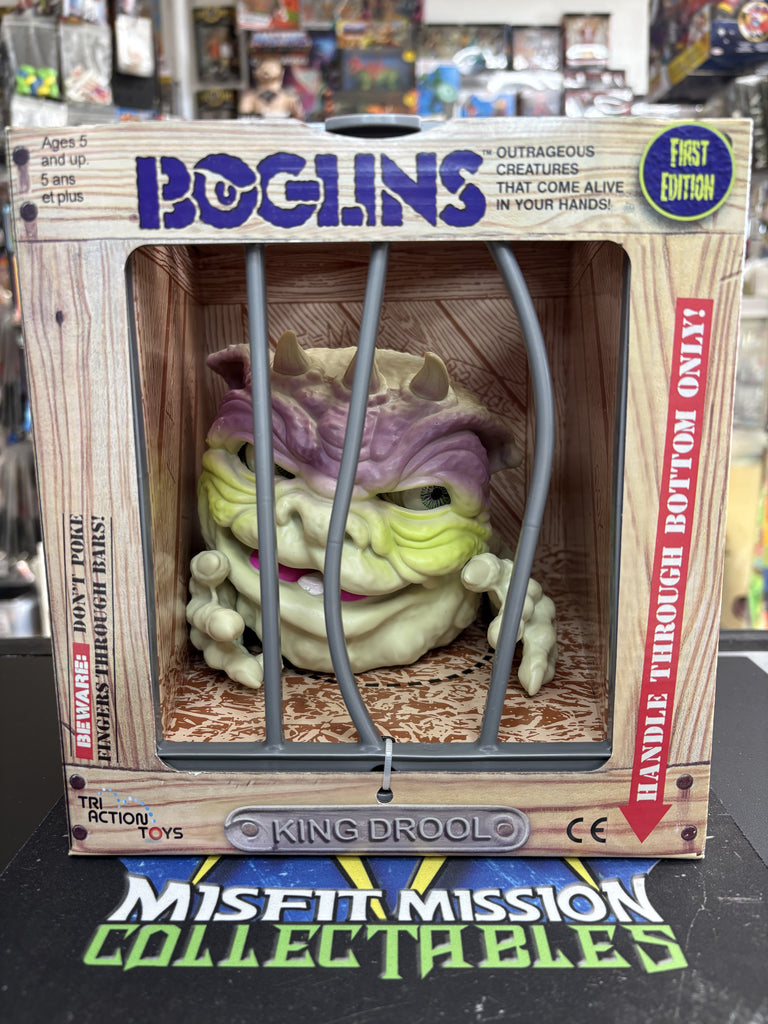 Ages 5
and up.
5 ans
et plus
BOGLINS™
OUTRAGEOUS
CREATURES
THAT COME ALIVE
IN YOUR HANDS!
FIRST
EDITION
BEWARE: DON'T POKE
FINGERS THROUGH BARS!
HANDLE THROUGH BOTTOM ONLY!
TRI
ACTION
TOYS
KING DROOL
CE
MISFIT MISSION
COLLECTABLES